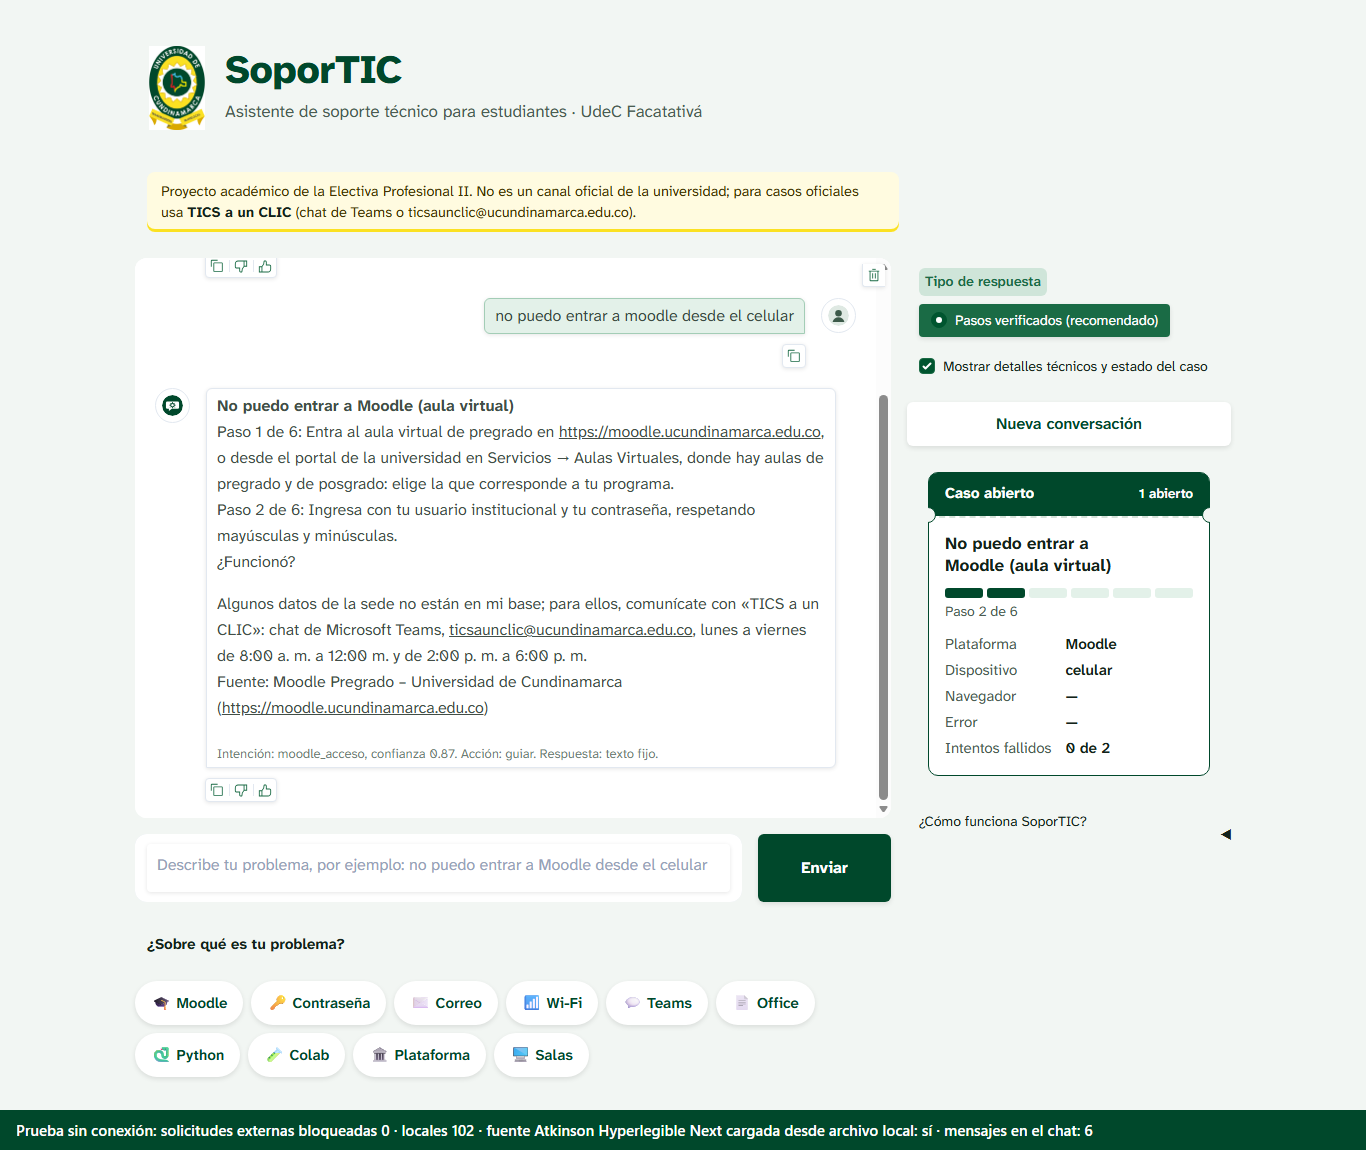 UNIVERSIDAD DE
CUNDINAMARCA
SoporTIC
Asistente de soporte técnico para estudiantes · UdeC Facatativá
Proyecto académico de la Electiva Profesional II. No es un canal oficial de la universidad; para casos oficiales
usa TICS a un CLIC (chat de Teams o ticsaunclic@ucundinamarca.edu.co).
no puedo entrar a moodle desde el celular
No puedo entrar a Moodle (aula virtual)
Paso 1 de 6: Entra al aula virtual de pregrado en https://moodle.ucundinamarca.edu.co,
o desde el portal de la universidad en Servicios → Aulas Virtuales, donde hay aulas de
pregrado y de posgrado: elige la que corresponde a tu programa.
Paso 2 de 6: Ingresa con tu usuario institucional y tu contraseña, respetando
mayúsculas y minúsculas.
¿Funcionó?
Algunos datos de la sede no están en mi base; para ellos, comunícate con «TICS a un
CLIC»: chat de Microsoft Teams, ticsaunclic@ucundinamarca.edu.co, lunes a viernes
de 8:00 a. m. a 12:00 m. y de 2:00 p. m. a 6:00 p. m.
Fuente: Moodle Pregrado – Universidad de Cundinamarca
(https://moodle.ucundinamarca.edu.co)
Intención: moodle_acceso, confianza 0.87. Acción: guiar. Respuesta: texto fijo.
Describe tu problema, por ejemplo: no puedo entrar a Moodle desde el celular
Enviar
¿Sobre qué es tu problema?
Moodle
Contraseña
Correo
Wi-Fi
Teams
Office
Python
Colab
Plataforma
Salas
Tipo de respuesta
Pasos verificados (recomendado)
Mostrar detalles técnicos y estado del caso
Nueva conversación
Caso abierto 1 abierto
No puedo entrar a
Moodle (aula virtual)
Paso 2 de 6
Plataforma Moodle
Dispositivo celular
Navegador —
Error —
Intentos fallidos 0 de 2
¿Cómo funciona SoporTIC?
Prueba sin conexión: solicitudes externas bloqueadas 0 · locales 102 · fuente Atkinson Hyperlegible Next cargada desde archivo local: sí · mensajes en el chat: 6